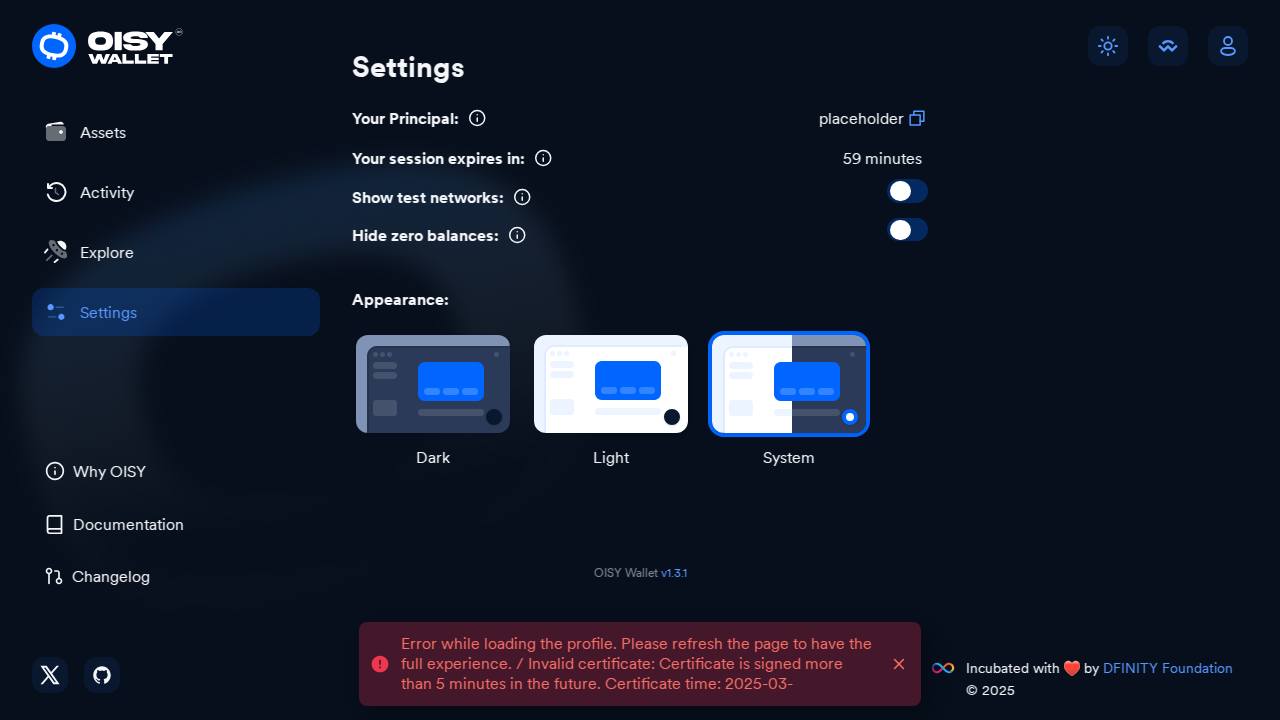 OISY
WALLET
Settings
Your Principal:
placeholder
Your session expires in:
59 minutes
Show test networks:
Hide zero balances:
Appearance:
Dark
Light
System
Assets
Activity
Explore
Settings
Why OISY
Documentation
Changelog
OISY Wallet v1.3.1
Error while loading the profile. Please refresh the page to have the
full experience. / Invalid certificate: Certificate is signed more
than 5 minutes in the future. Certificate time: 2025-03-
Incubated with ❤️ by DFINITY Foundation
© 2025